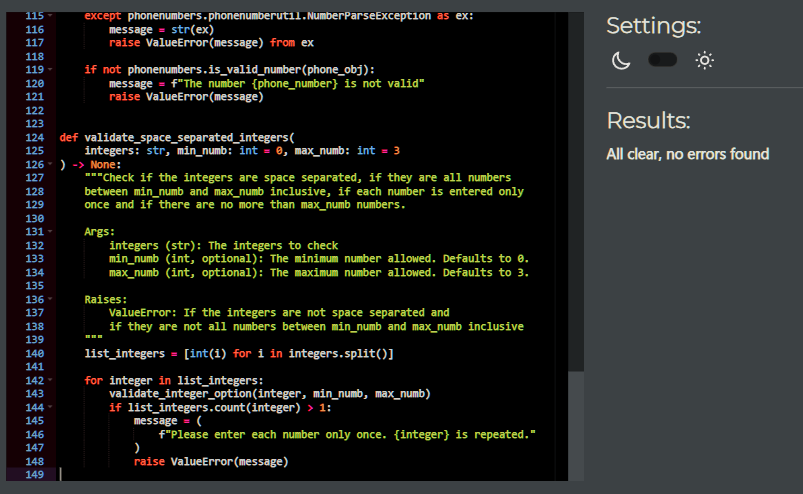 115 except phonenumbers.phonenumberutil.NumberParseException as ex:
116 message = str(ex)
117 raise ValueError(message) from ex
118
119 if not phonenumbers.is_valid_number(phone_obj):
120 message = f"The number {phone_number} is not valid"
121 raise ValueError(message)
122
123
124 def validate_space_separated_integers(
125 integers: str, min_numb: int = 0, max_numb: int = 3
126 ) -> None:
127 """Check if the integers are space separated, if they are all numbers
128 between min_numb and max_numb inclusive, if each number is entered only
129 once and if there are no more than max_numb numbers.
130
131 Args:
132 integers (str): The integers to check
133 min_numb (int, optional): The minimum number allowed. Defaults to 0.
134 max_numb (int, optional): The maximum number allowed. Defaults to 3.
135
136 Raises:
137 ValueError: If the integers are not space separated and
138 if they are not all numbers between min_numb and max_numb inclusive
139 """
140 list_integers = [int(i) for i in integers.split()]
141
142 for integer in list_integers:
143 validate_integer_option(integer, min_numb, max_numb)
144 if list_integers.count(integer) > 1:
145 message = (
146 f"Please enter each number only once. {integer} is repeated."
147 )
148 raise ValueError(message)
149
Settings:
Results:
All clear, no errors found